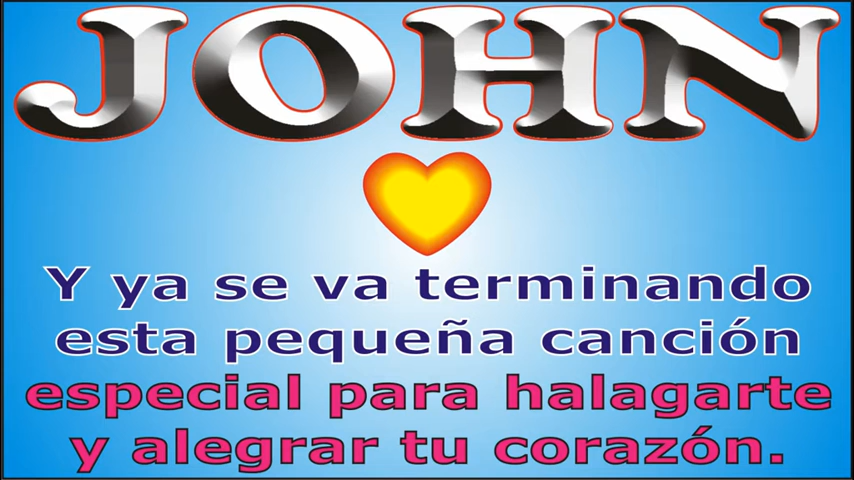 JOHN
Y ya se va terminando
esta pequeña canción
especial para halagarte
y alegrar tu corazón.